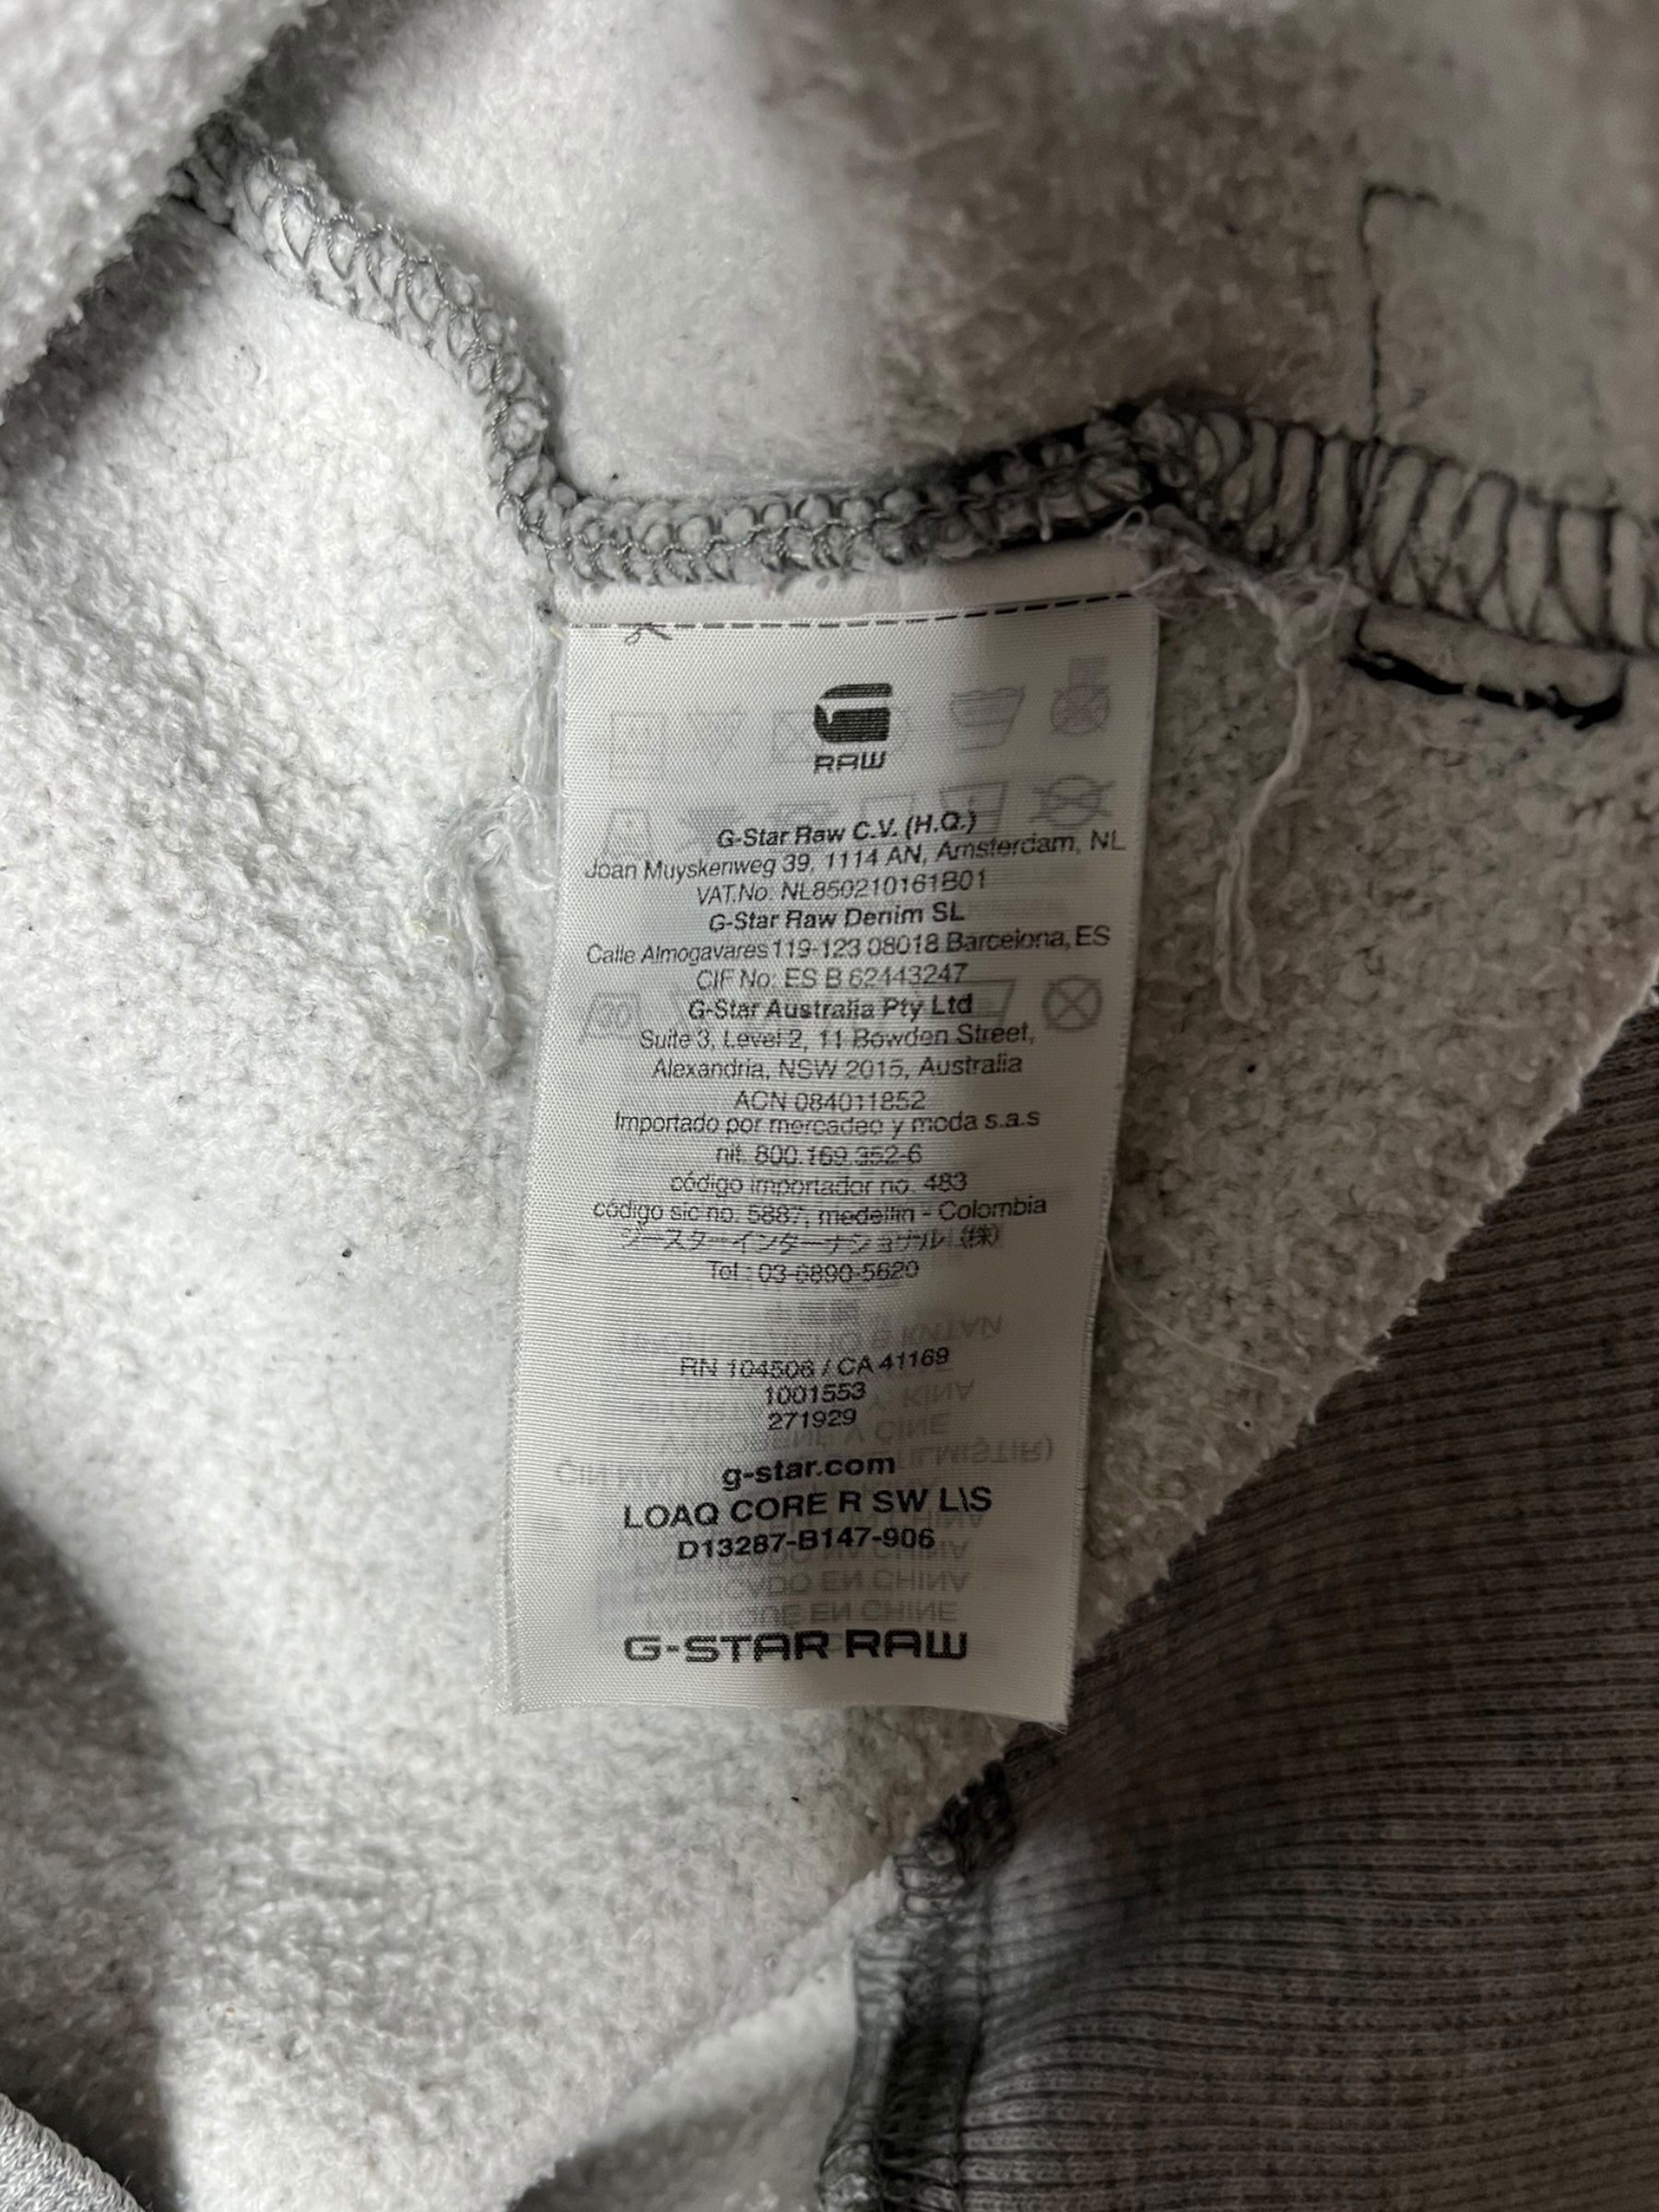 RAW
G-Star Raw C.V. (H.Q.)
Joan Muyskenweg 39, 1114 AN, Amsterdam, NL
VAT.No. NL850210161B01
G-Star Raw Denim SL
Calle Almogavares 119-123 08018 Barcelona, ES
CIF No: ES B 62443247
G-Star Australia Pty Ltd
Suite 3, Level 2, 11 Bowden Street,
Alexandria, NSW 2015, Australia
ACN 084011852
Importado por mercadeo y moda s.a.s
nit. 800.169.352-6
código importador no. 483
código sic no. 5887, medellin - Colombia
ジースターインターナショナル (株)
Tel : 03-6890-5620
RN 104506 / CA 41169
1001553
271929
g-star.com
LOAQ CORE R SW L\S
D13287-B147-906
G-STAR RAW